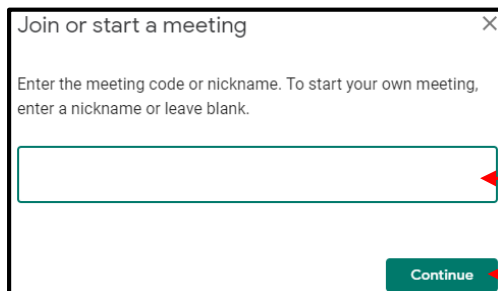 Join or start a meeting
Enter the meeting code or nickname. To start your own meeting,
enter a nickname or leave blank.
Continue